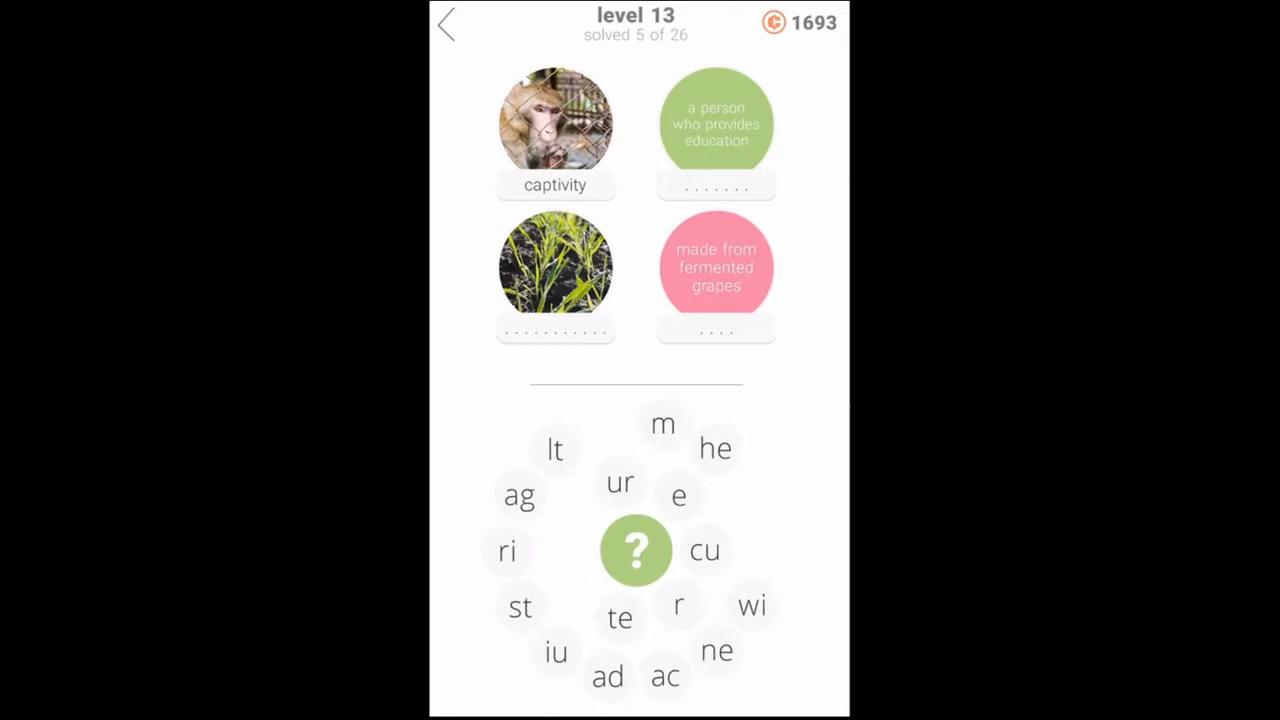 level 13
solved 5 of 26
1693
a person
who provides
education
captivity
. . . . . . .
made from
fermented
grapes
. . . . . . . . . . .
. . . .
m
lt
he
ur
ag
e
?
ri
cu
st
te
r
wi
iu
ne
ad
ac